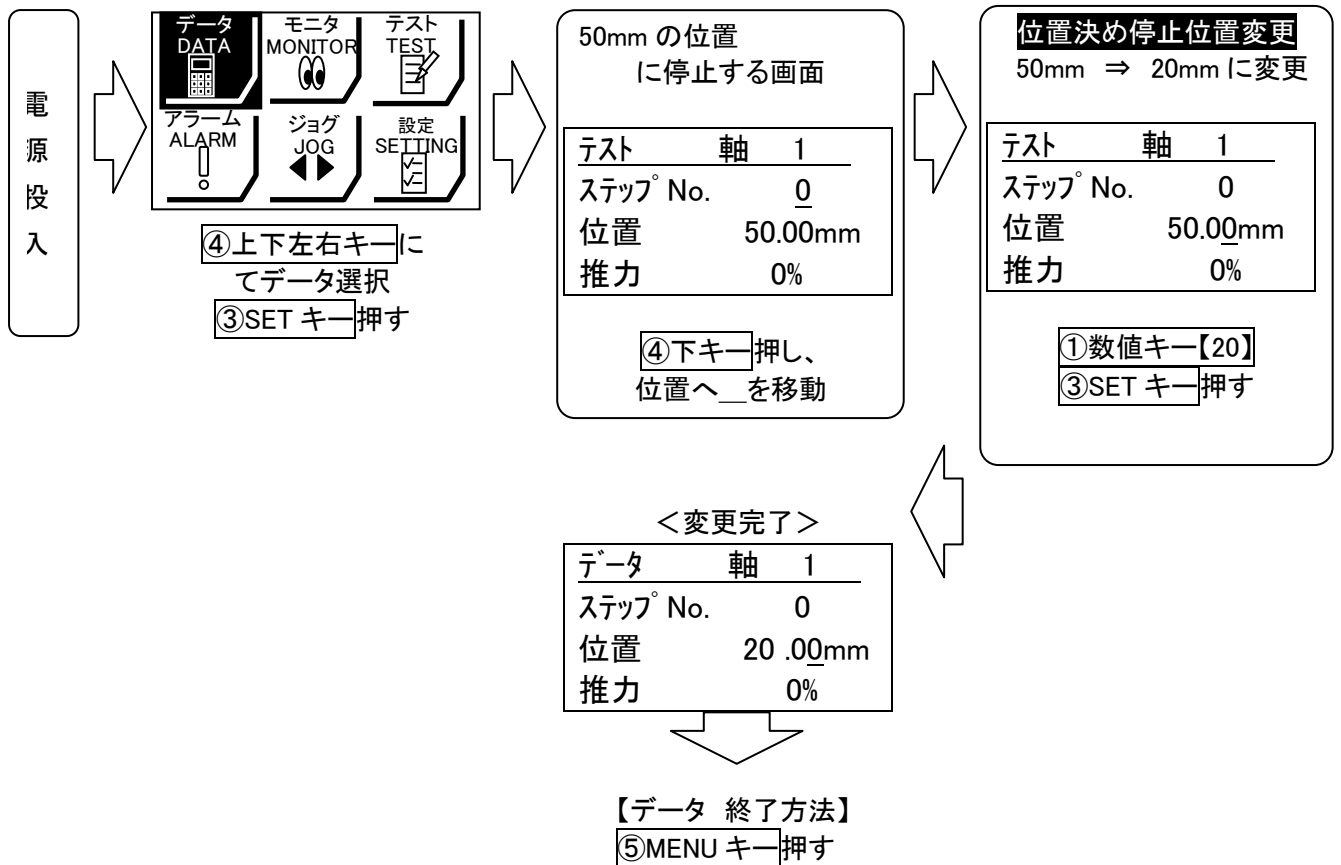 電
源
投
入
データ
DATA
モニタ
MONITOR
テスト
TEST
アラーム
ALARM
ジョグ
JOG
設定
SETTING
④上下左右キーに
てデータ選択
③SET キー押す
50mm の位置
に停止する画面
テスト 軸 1
ステップ No. 0
位置 50.00mm
推力 0%
④下キー押し、
位置へ__を移動
位置決め停止位置変更
50mm ⇒ 20mm に変更
テスト 軸 1
ステップ No. 0
位置 50.00mm
推力 0%
①数値キー【20】
③SET キー押す
<変更完了>
データ 軸 1
ステップ No. 0
位置 20 .00mm
推力 0%
【データ 終了方法】
⑤MENU キー押す